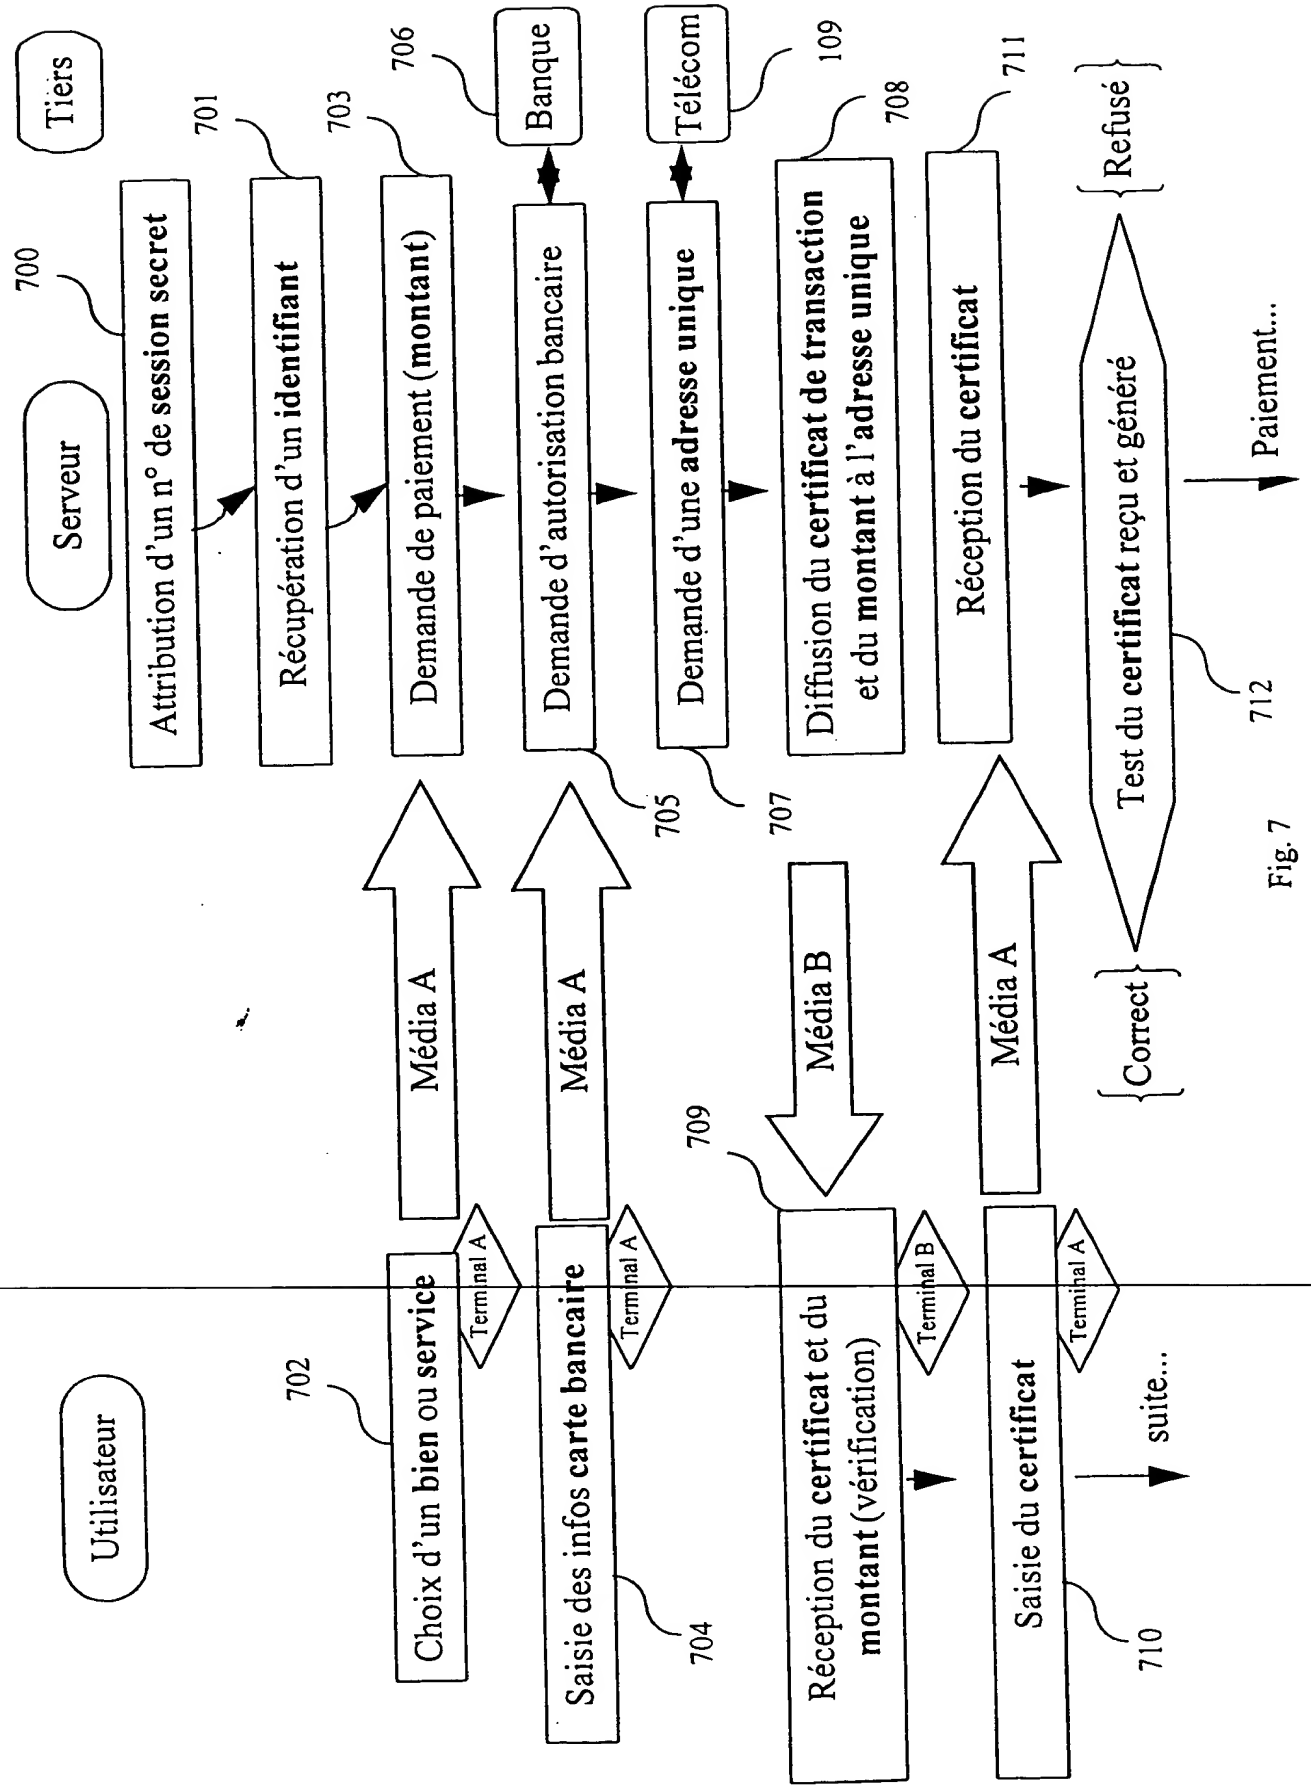 Utilisateur
Serveur
Tiers
700
Attribution d'un n° de session secret
701
Récupération d'un identifiant
702
Choix d'un bien ou service
Terminal A
Média A
703
Demande de paiement (montant)
704
Saisie des infos carte bancaire
Terminal A
Média A
705
Demande d'autorisation bancaire
706
Banque
707
Demande d'une adresse unique
Télécom
109
708
Diffusion du certificat de transaction
et du montant à l'adresse unique
Média B
709
Réception du certificat et du
montant (vérification)
Terminal B
710
Saisie du certificat
Terminal A
Média A
711
Réception du certificat
suite...
{Correct}
Test du certificat reçu et généré
{Refusé}
712
Paiement...
Fig. 7